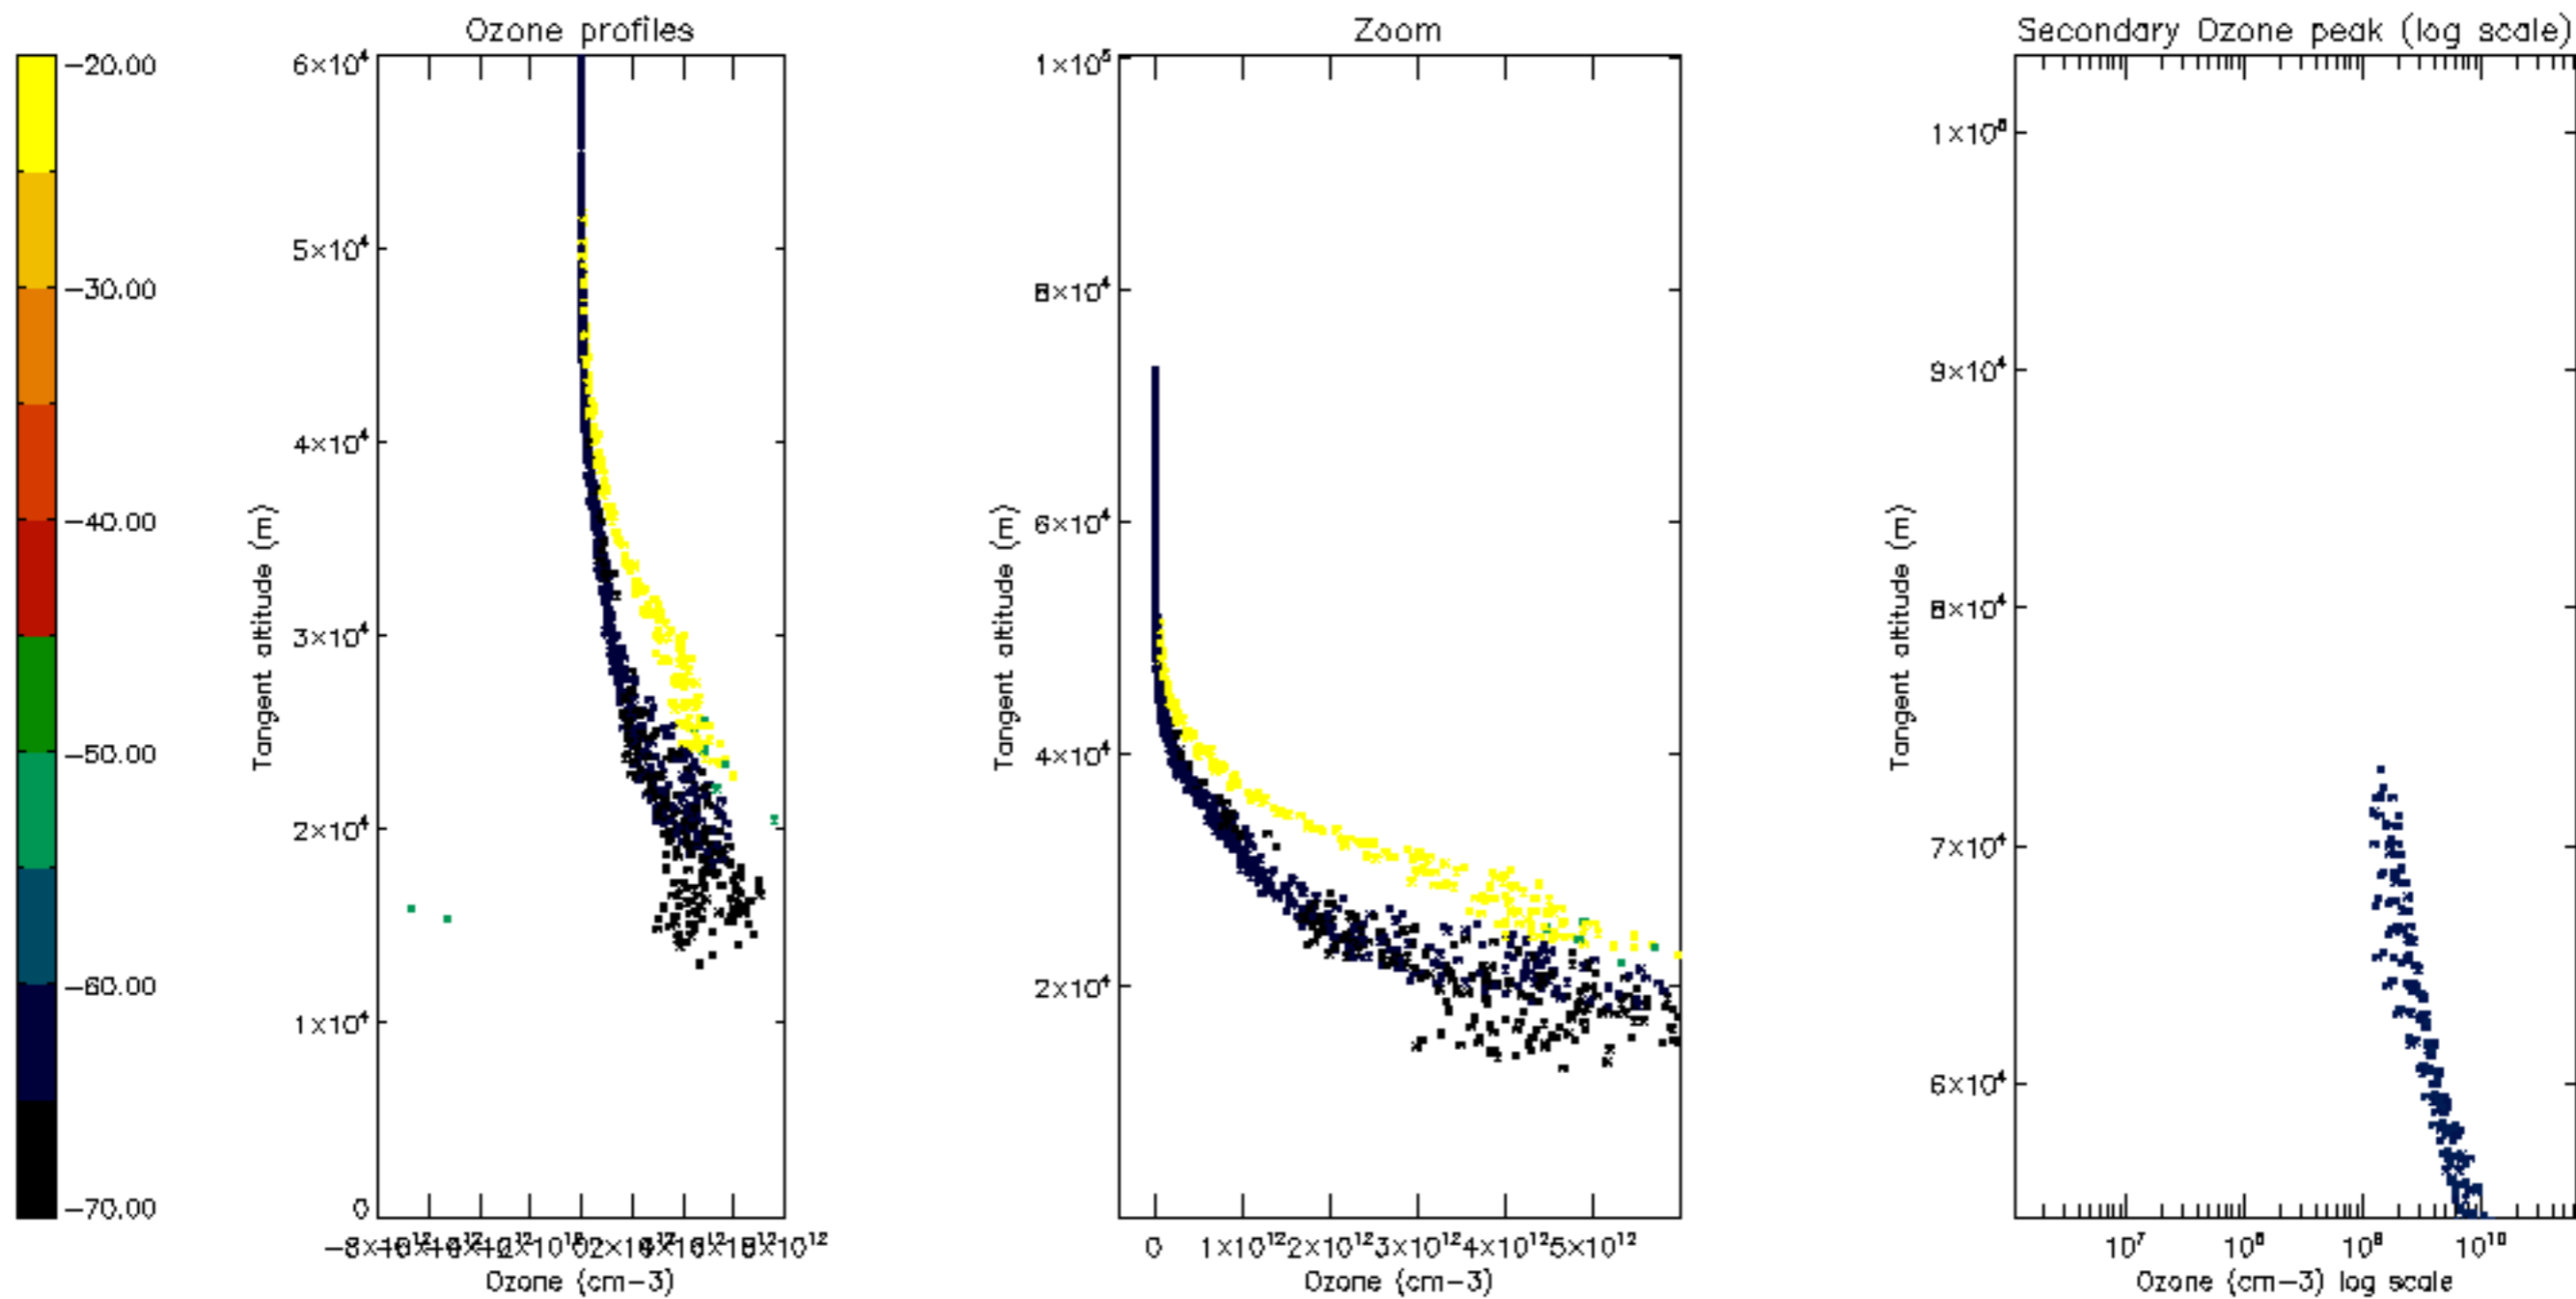 Ozone profiles
Zoom
Secondary Ozone peak (log scale)
-20.00
-30.00
-40.00
-50.00
-60.00
-70.00
6×10⁴
5×10⁴
4×10⁴
3×10⁴
2×10⁴
1×10⁴
0
Tangent altitude (m)
Ozone (cm-3)
1×10⁵
8×10⁴
6×10⁴
4×10⁴
2×10⁴
Tangent altitude (m)
0 1×10¹² 2×10¹² 3×10¹² 4×10¹² 5×10¹²
Ozone (cm-3)
9×10⁴
8×10⁴
7×10⁴
6×10⁴
Tangent altitude (m)
10⁷ 10⁸ 10⁹ 10¹⁰
Ozone (cm-3) log scale